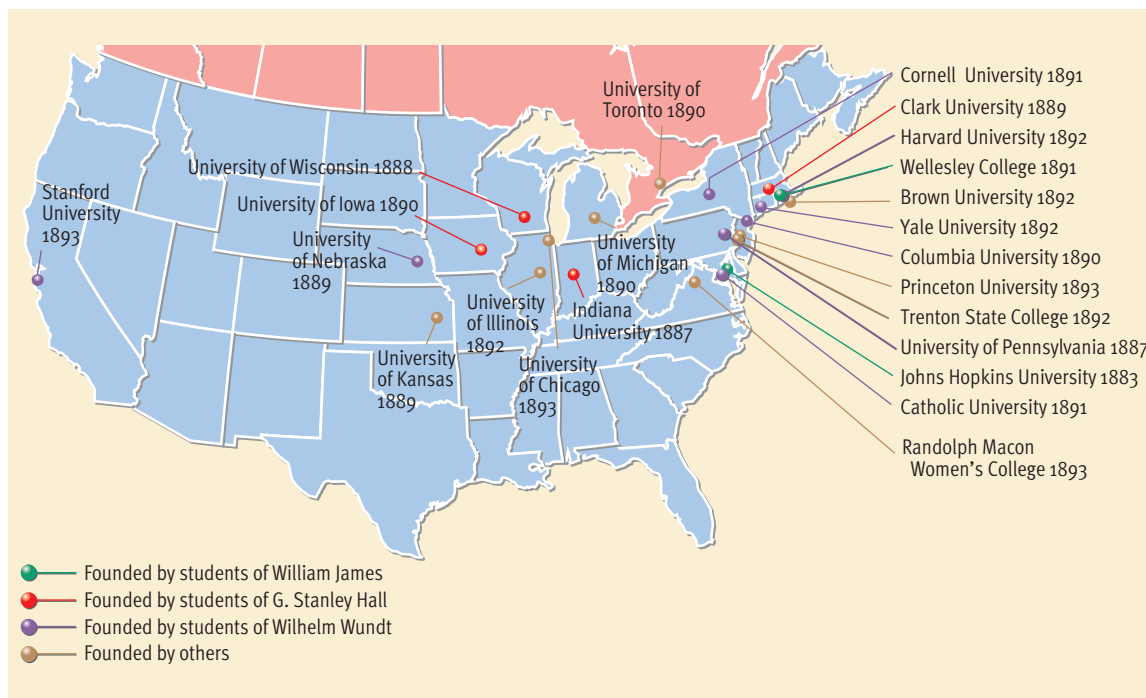 University of
Toronto 1890
University of Wisconsin 1888
University of Iowa 1890
Stanford
University
1893
University
of Nebraska
1889
University
of Michigan
1890
University
of Illinois
1892
Indiana
University 1887
University
of Kansas
1889
University
of Chicago
1893
Cornell University 1891
Clark University 1889
Harvard University 1892
Wellesley College 1891
Brown University 1892
Yale University 1892
Columbia University 1890
Princeton University 1893
Trenton State College 1892
University of Pennsylvania 1887
Johns Hopkins University 1883
Catholic University 1891
Randolph Macon
Women's College 1893
Founded by students of William James
Founded by students of G. Stanley Hall
Founded by students of Wilhelm Wundt
Founded by others